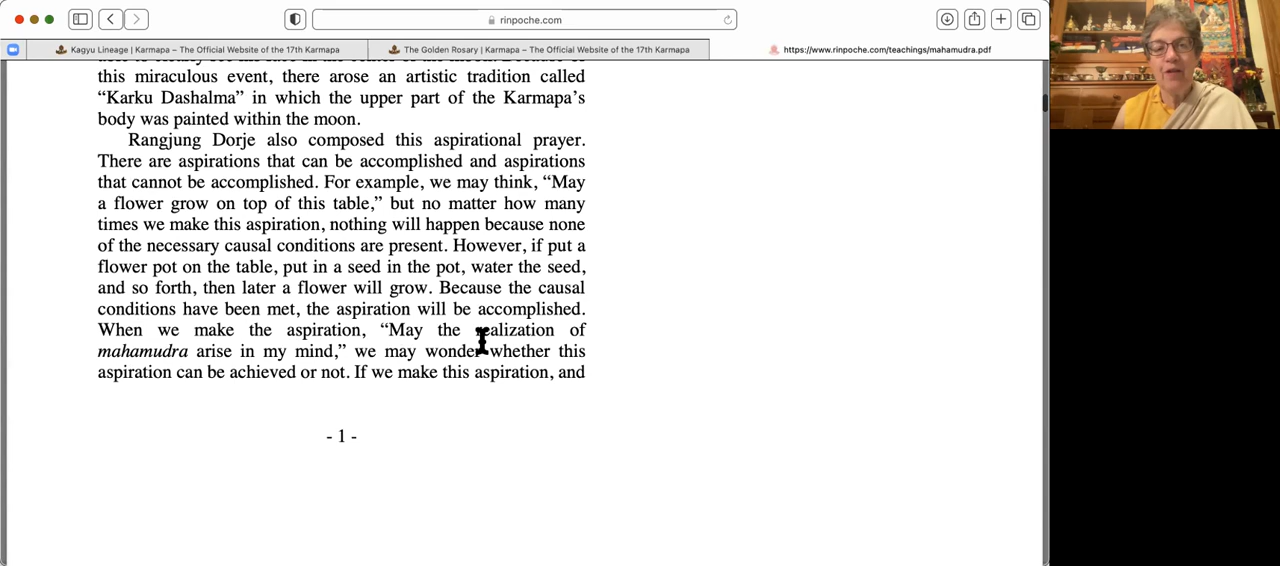 rinpoche.com
Kagyu Lineage | Karmapa – The Official Website of the 17th Karmapa
The Golden Rosary | Karmapa – The Official Website of the 17th Karmapa
https://www.rinpoche.com/teachings/mahamudra.pdf
this miraculous event, there arose an artistic tradition called
“Karku Dashalma” in which the upper part of the Karmapa’s
body was painted within the moon.
Rangjung Dorje also composed this aspirational prayer.
There are aspirations that can be accomplished and aspirations
that cannot be accomplished. For example, we may think, “May
a flower grow on top of this table,” but no matter how many
times we make this aspiration, nothing will happen because none
of the necessary causal conditions are present. However, if put a
flower pot on the table, put in a seed in the pot, water the seed,
and so forth, then later a flower will grow. Because the causal
conditions have been met, the aspiration will be accomplished.
When we make the aspiration, “May the realization of
mahamudra arise in my mind,” we may wonder whether this
aspiration can be achieved or not. If we make this aspiration, and
- 1 -